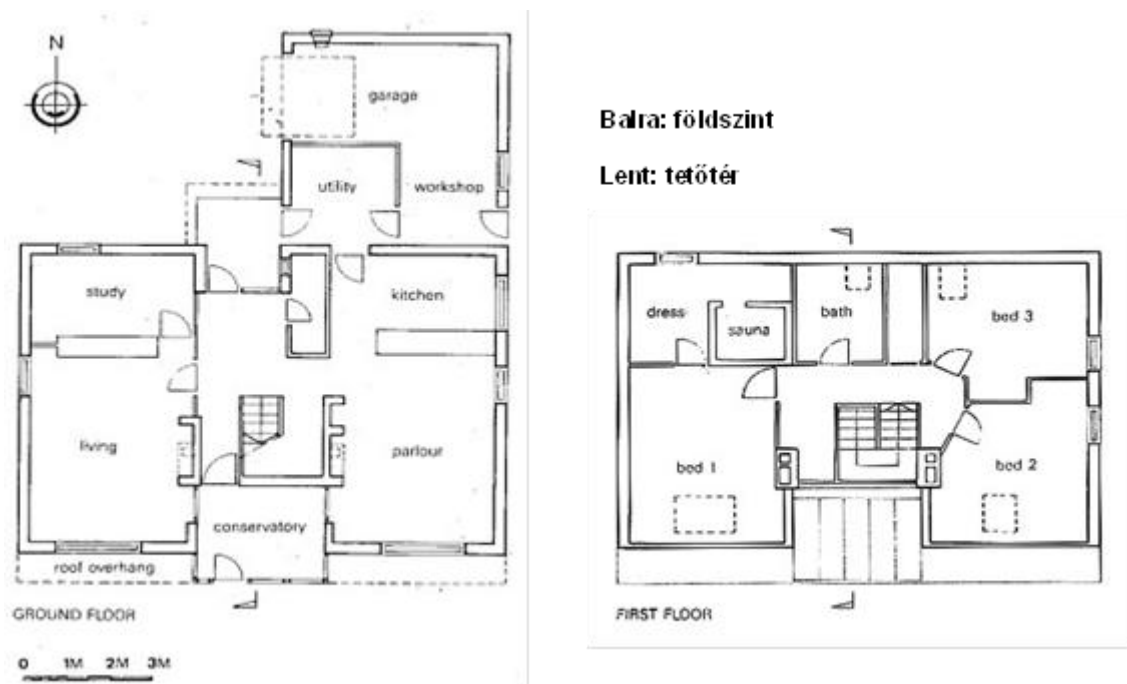 N
garage
utility
workshop
study
kitchen
living
parlour
conservatory
roof overhang
GROUND FLOOR
0 1M 2M 3M
Balra: földszint
Lent: tetőtér
dress
sauna
bath
bed 3
bed 1
bed 2
FIRST FLOOR